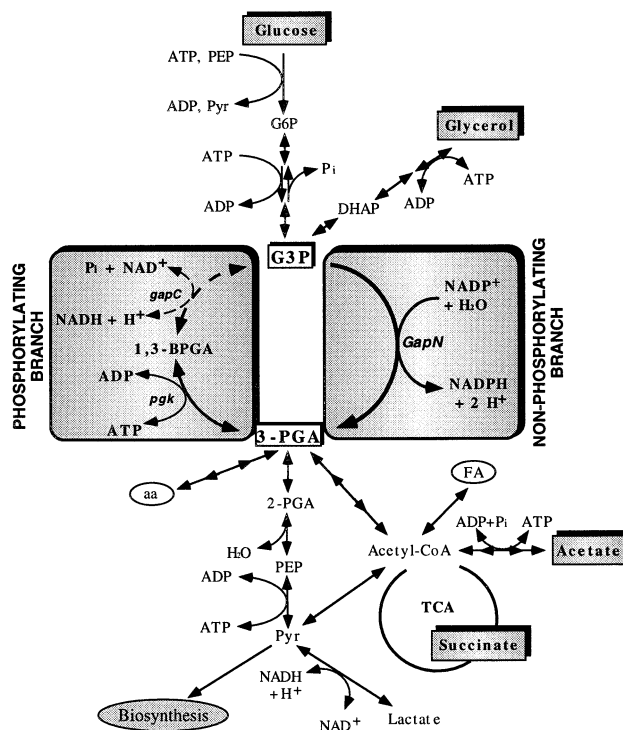 Glucose
ATP, PEP
ADP, Pyr
G6P
Glycerol
ATP
Pi
ATP
ADP
ADP
DHAP
G3P
PHOSPHORYLATING
BRANCH
Pi + NAD+
gapC
NADH + H+
1,3-BPGA
ADP
pgk
ATP
NADP+
+ H2O
GapN
NADPH
+ 2 H+
NON-PHOSPHORYLATING
BRANCH
3-PGA
aa
FA
2-PGA
ADP+Pi
ATP
H2O
Acetyl-CoA
Acetate
PEP
ADP
TCA
ATP
Pyr
Succinate
NADH
+ H+
Biosynthesis
NAD+
Lactate